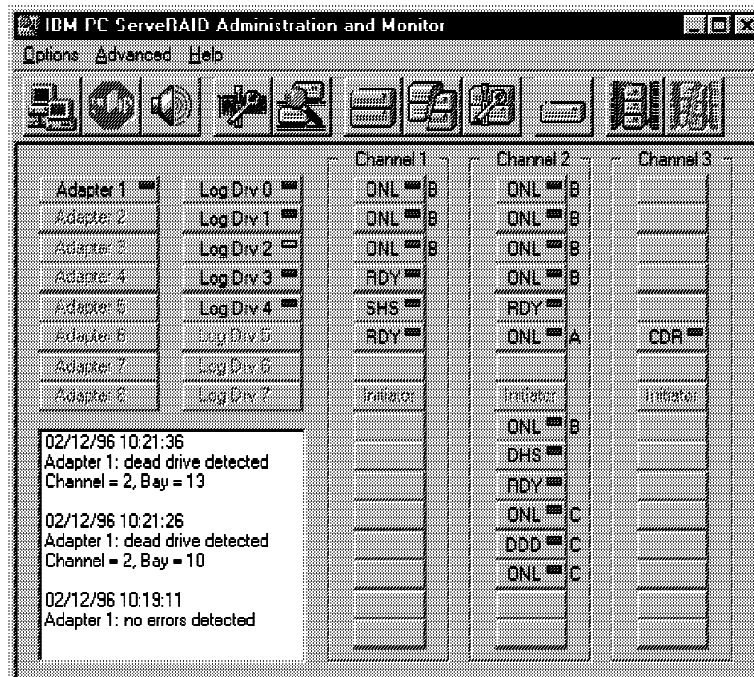 IBM PC ServeRAID Administration and Monitor
Options Advanced Help
Channel 1 Channel 2 Channel 3
Adapter 1 Log Drv 0 ONL B ONL B
Adapter 2 Log Drv 1 ONL B ONL B
Adapter 3 Log Drv 2 ONL B ONL B
Adapter 4 Log Drv 3 RDY ONL B
Adapter 5 Log Drv 4 SHS RDY
Adapter 6 Log Drv 5 RDY ONL A CDR
Adapter 7 Log Drv 6
Adapter 8 Log Drv 7 Initiator Initiator Initiator
ONL B
DHS
RDY
ONL C
DDD C
ONL C
02/12/96 10:21:36
Adapter 1: dead drive detected
Channel = 2, Bay = 13
02/12/96 10:21:26
Adapter 1: dead drive detected
Channel = 2, Bay = 10
02/12/96 10:19:11
Adapter 1: no errors detected